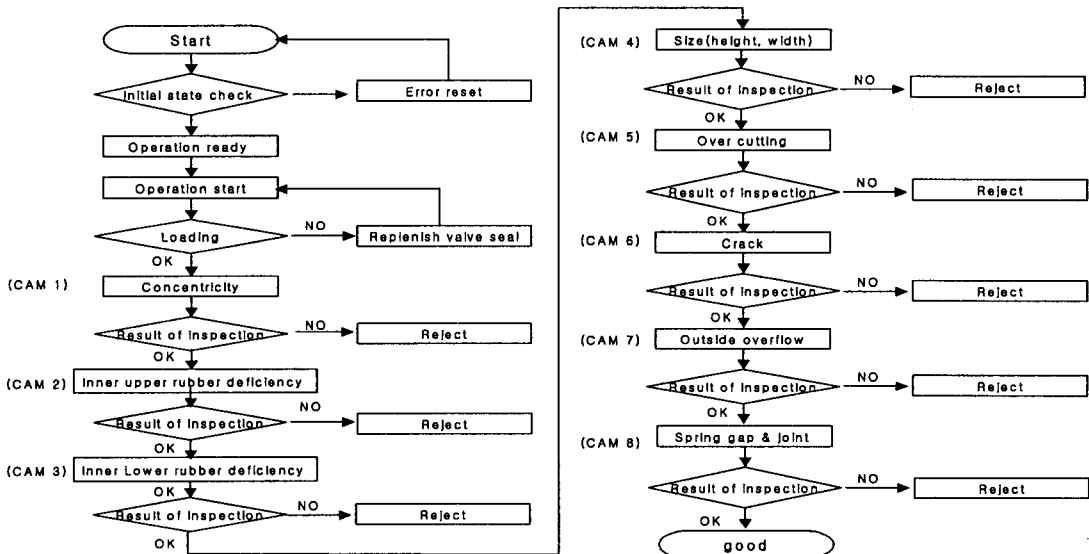 Start
Initial state check
Error reset
Operation ready
Operation start
Loading
NO
Replenish valve seal
OK
(CAM 1)
Concentricity
Result of inspection
NO
Reject
OK
(CAM 2)
Inner upper rubber deficiency
Result of inspection
NO
Reject
OK
(CAM 3)
Inner Lower rubber deficiency
OK
Result of inspection
NO
Reject
OK
(CAM 4)
Size(height, width)
Result of inspection
NO
Reject
OK
(CAM 5)
Over cutting
Result of inspection
NO
Reject
OK
(CAM 6)
Crack
Result of inspection
NO
Reject
OK
(CAM 7)
Outside overflow
Result of inspection
NO
Reject
OK
(CAM 8)
Spring gap & joint
Result of inspection
NO
Reject
OK
good